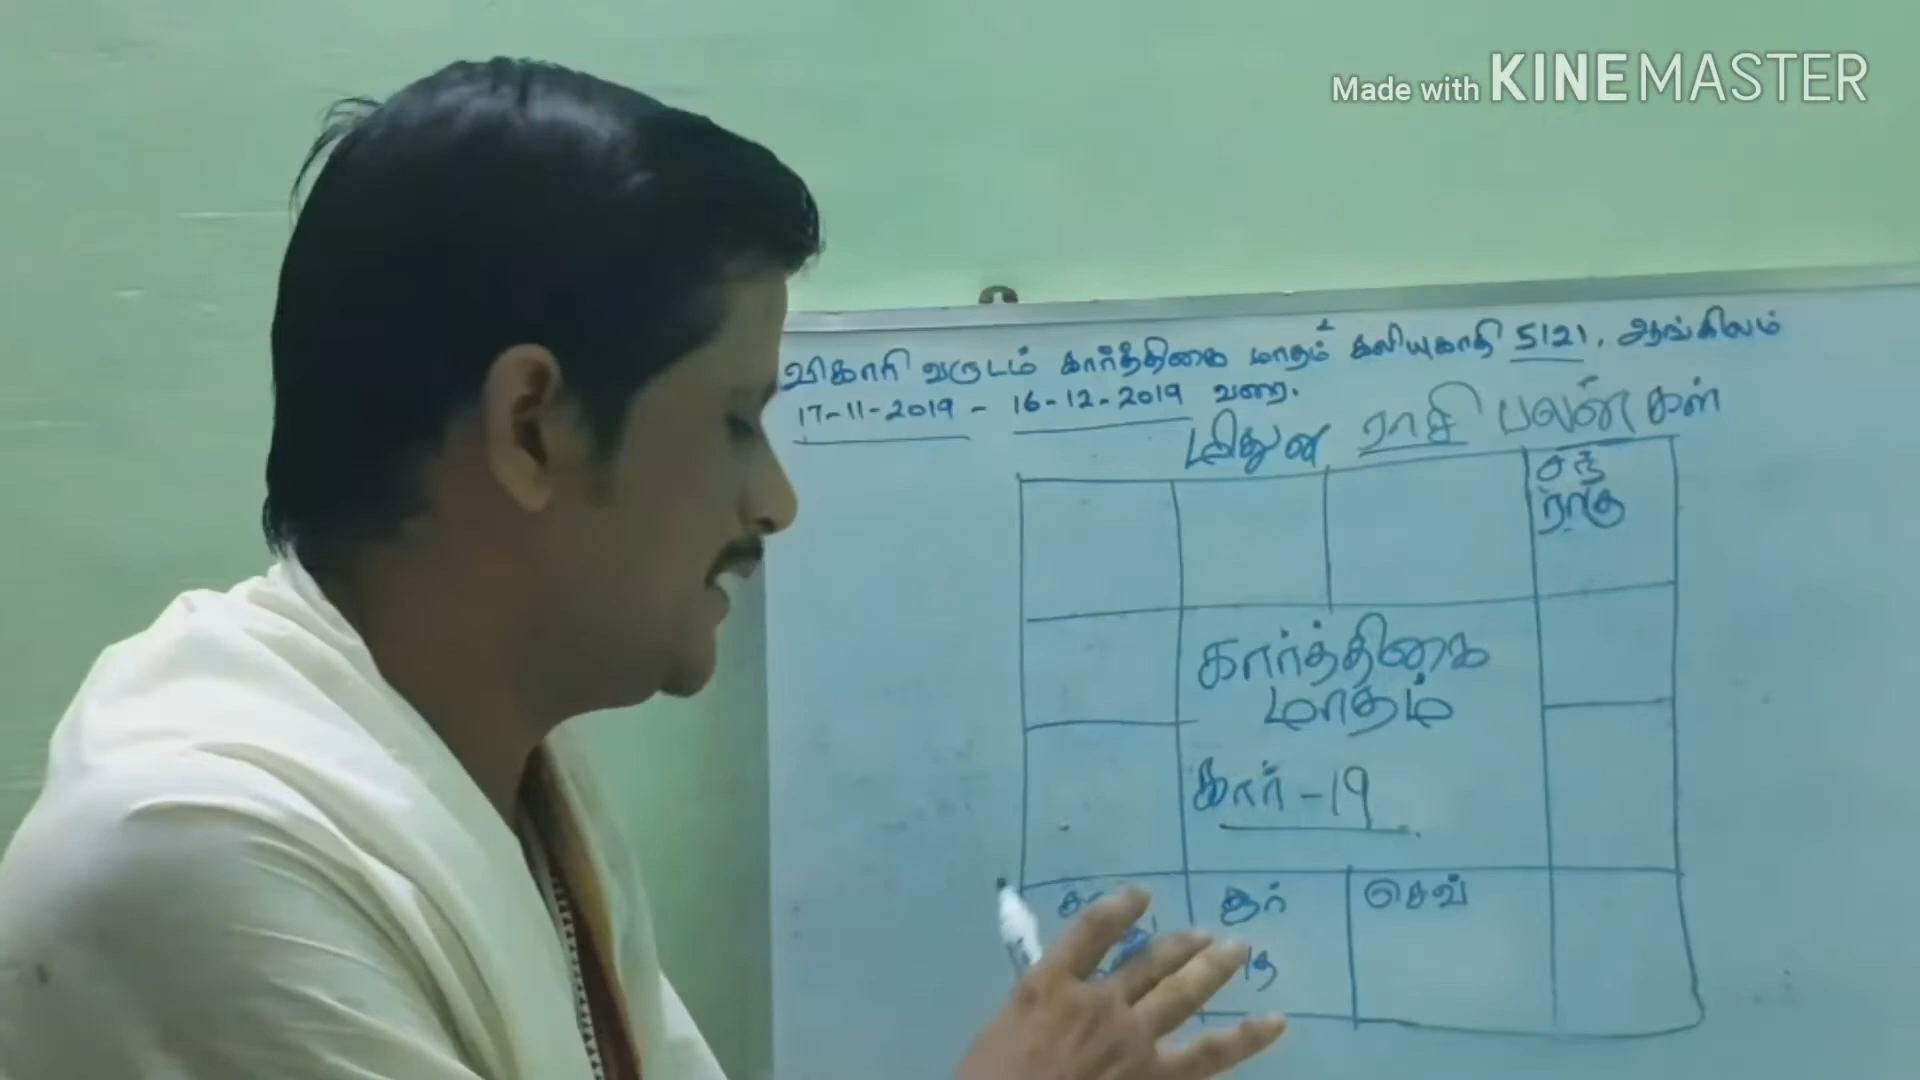 Made with KINEMASTER
விகாரி வருடம் கார்த்திகை மாதம் கலியுகாதி 5121. ஆங்கிலம்
17-11-2019 - 16-12-2019 வரை.
மிதுன ராசி பலன்கள்
சந்
ராகு
கார்த்திகை
மாதம்
கார் -19
சூர்
செவ்